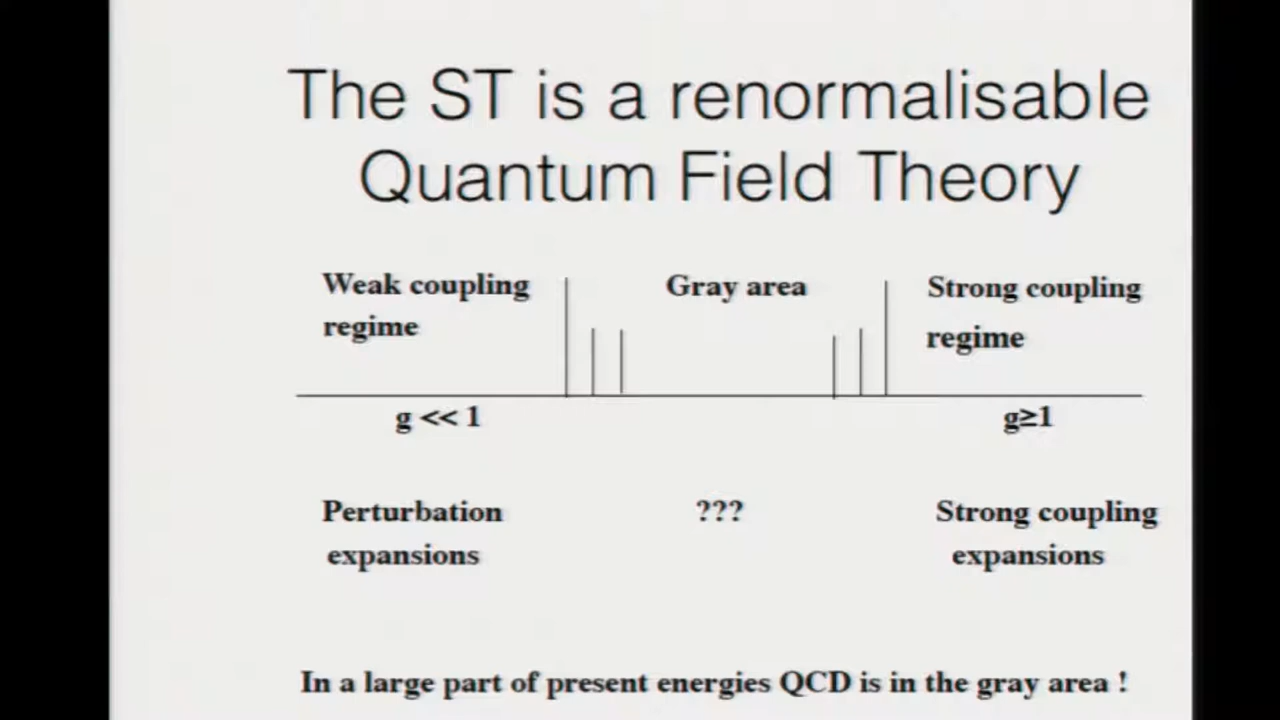 The ST is a renormalisable
Quantum Field Theory
Weak coupling
regime
Gray area
Strong coupling
regime
g << 1
g≥1
Perturbation
expansions
???
Strong coupling
expansions
In a large part of present energies QCD is in the gray area !